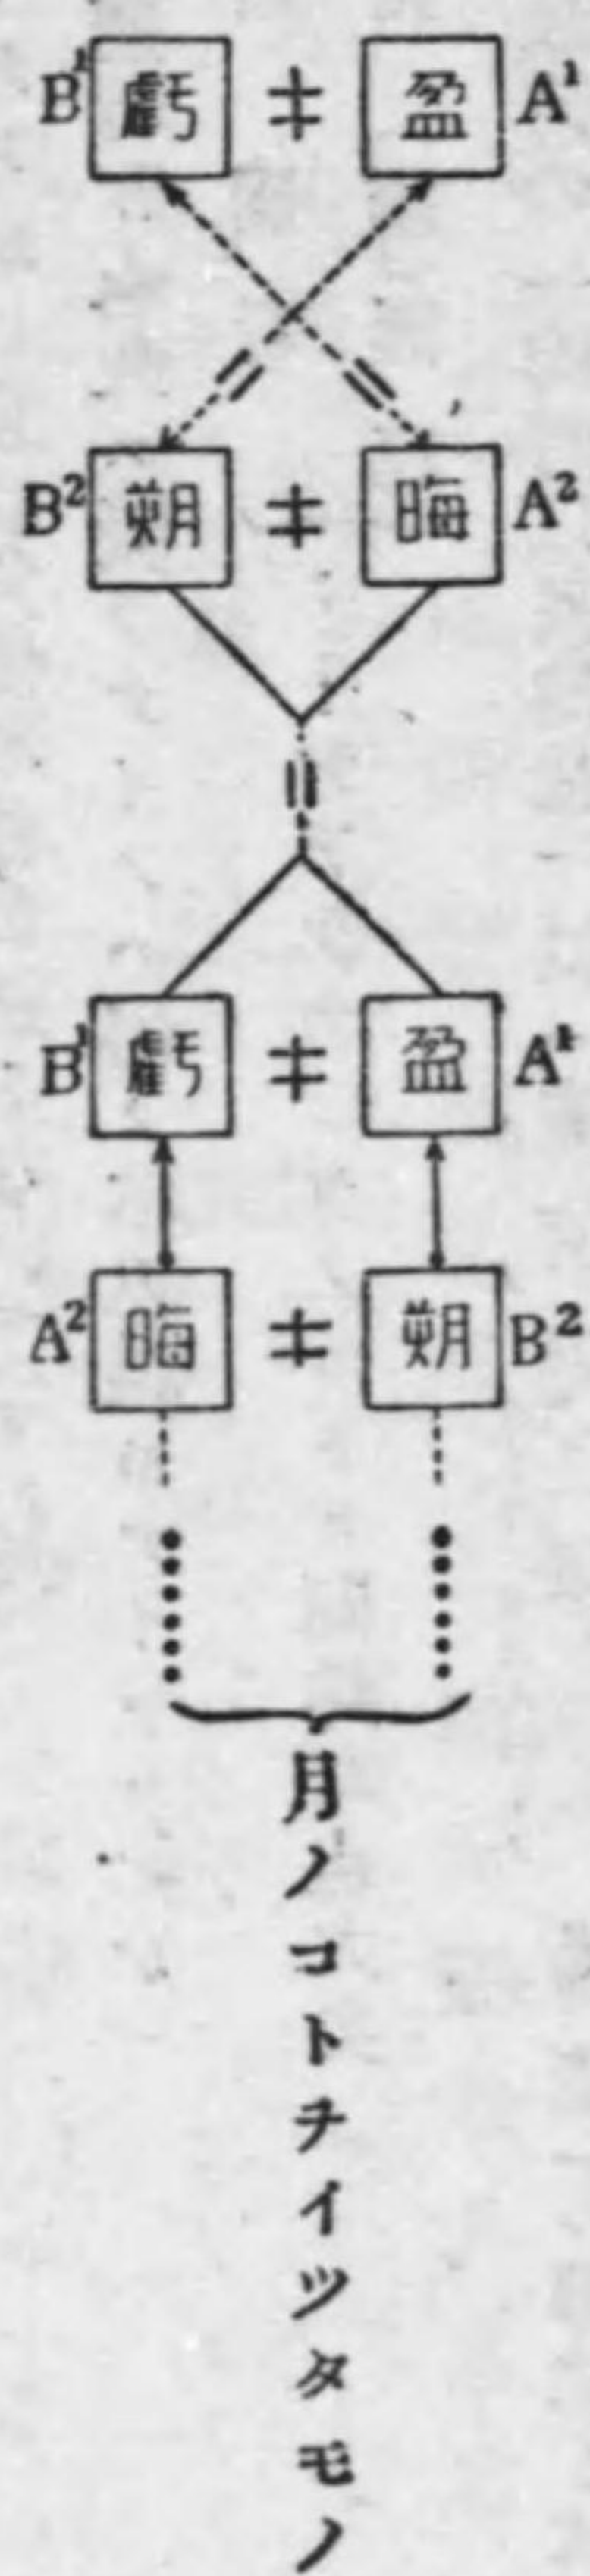 B¹ 虧 ≠ 盈 A¹
B² 朔 ≠ 晦 A²
B¹ 虧 ≠ 盈 A¹
A² 晦 ≠ 朔 B²
月ノコトチイツタモノ